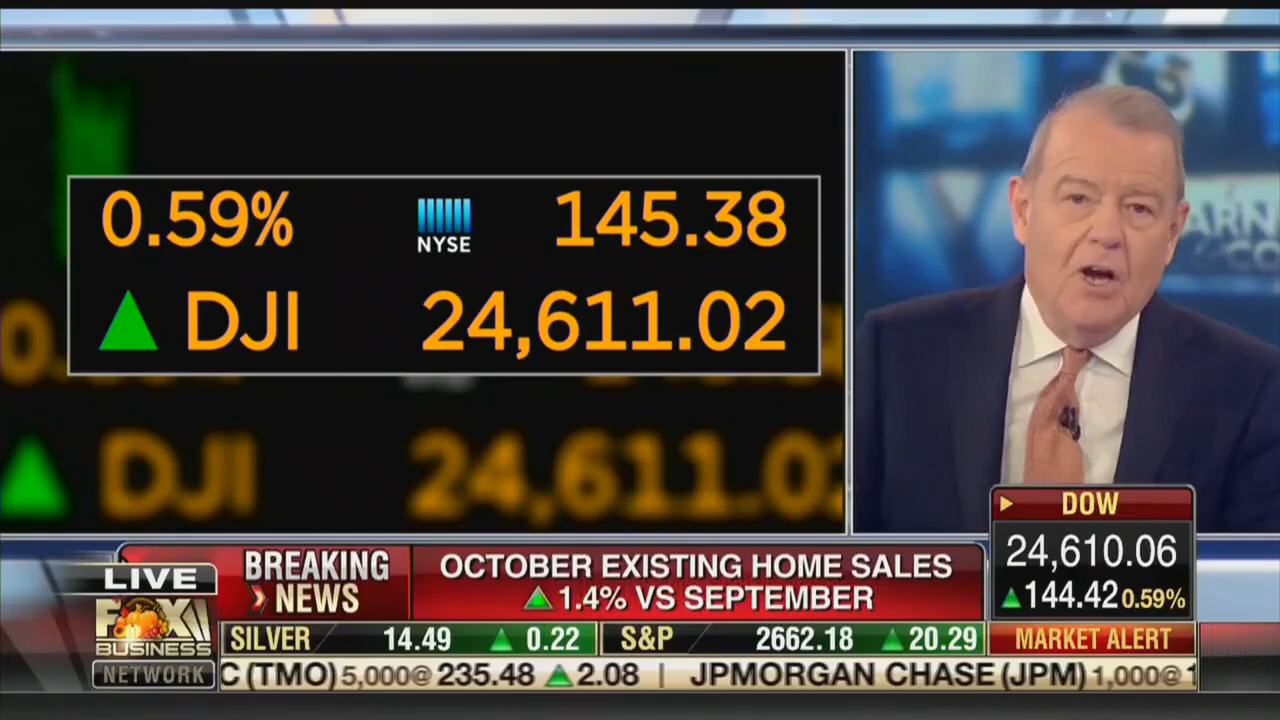 0.59% NYSE 145.38
▲ DJI 24,611.02
▲ DJI 24,611.02
DOW
24,610.06
▲ 144.42 0.59%
MARKET ALERT
LIVE
FOX
BUSINESS
NETWORK
BREAKING
NEWS
OCTOBER EXISTING HOME SALES
▲ 1.4% VS SEPTEMBER
SILVER 14.49 ▲ 0.22 S&P 2662.18 ▲ 20.29
C (TMO) 5,000@ 235.48 ▲ 2.08 | JPMORGAN CHASE (JPM) 1,000@